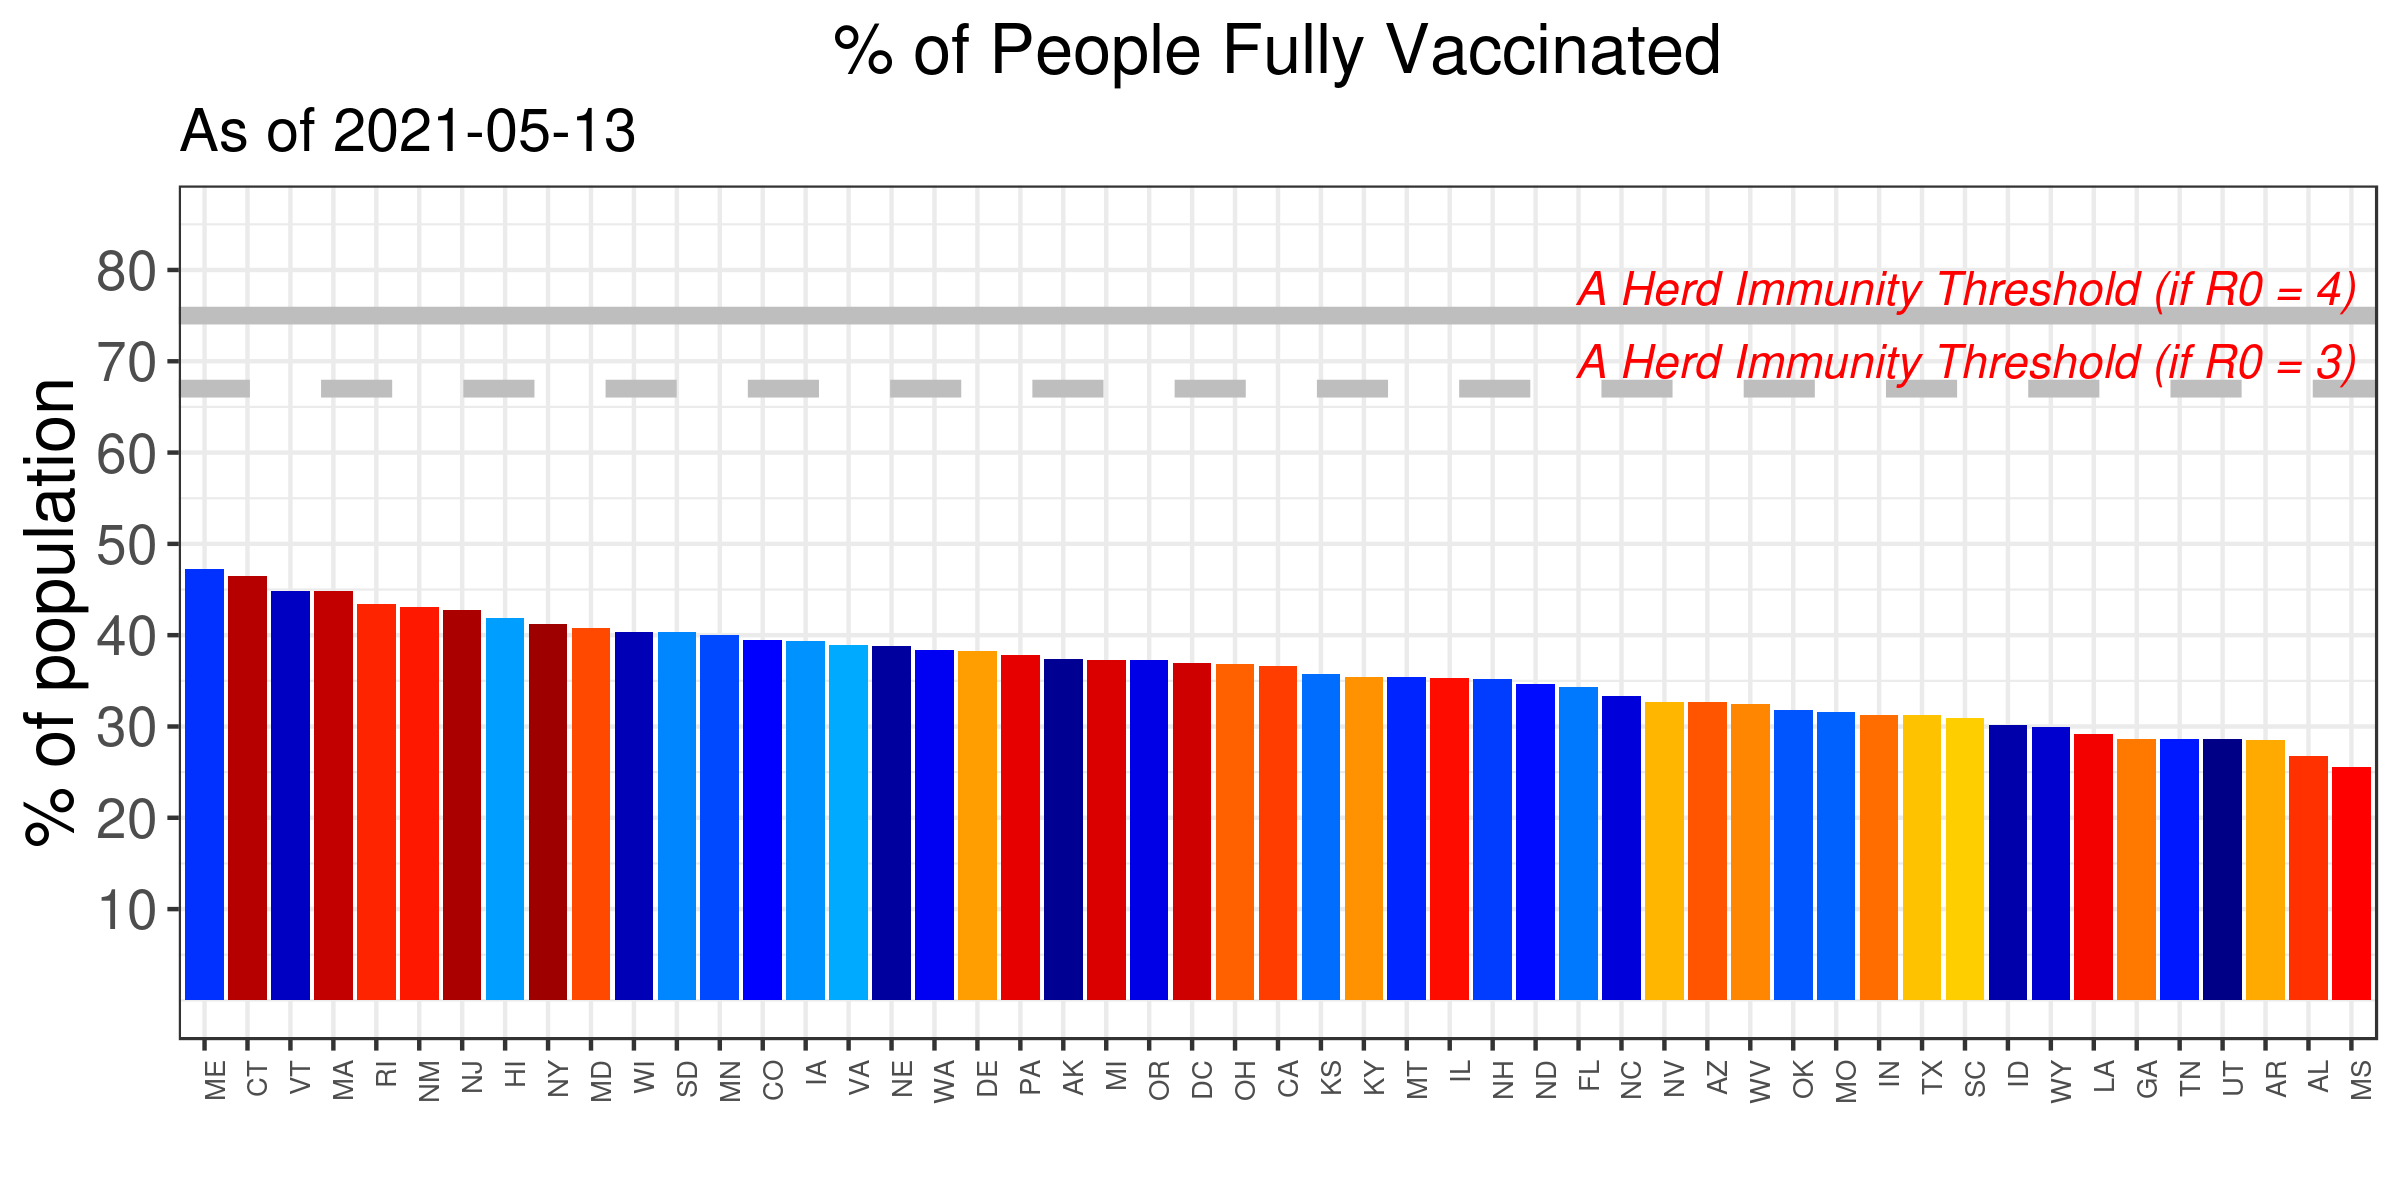 % of People Fully Vaccinated
As of 2021-05-13
% of population
80
70
60
50
40
30
20
10
A Herd Immunity Threshold (if R0 = 4)
A Herd Immunity Threshold (if R0 = 3)
ME CT VT MA RI NM NJ HI NY MD WI SD MN CO IA VA NE WA DE PA AK MI OR DC OH CA KS KY MT IL NH ND FL NC NV AZ WV OK MO IN TX SC ID WY LA GA TN UT AR AL MS